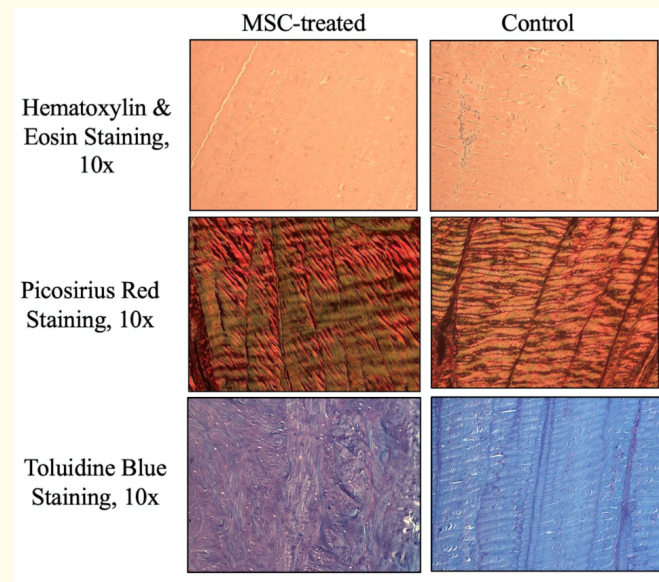 MSC-treated
Control
Hematoxylin &
Eosin Staining,
10x
Picosirius Red
Staining, 10x
Toluidine Blue
Staining, 10x